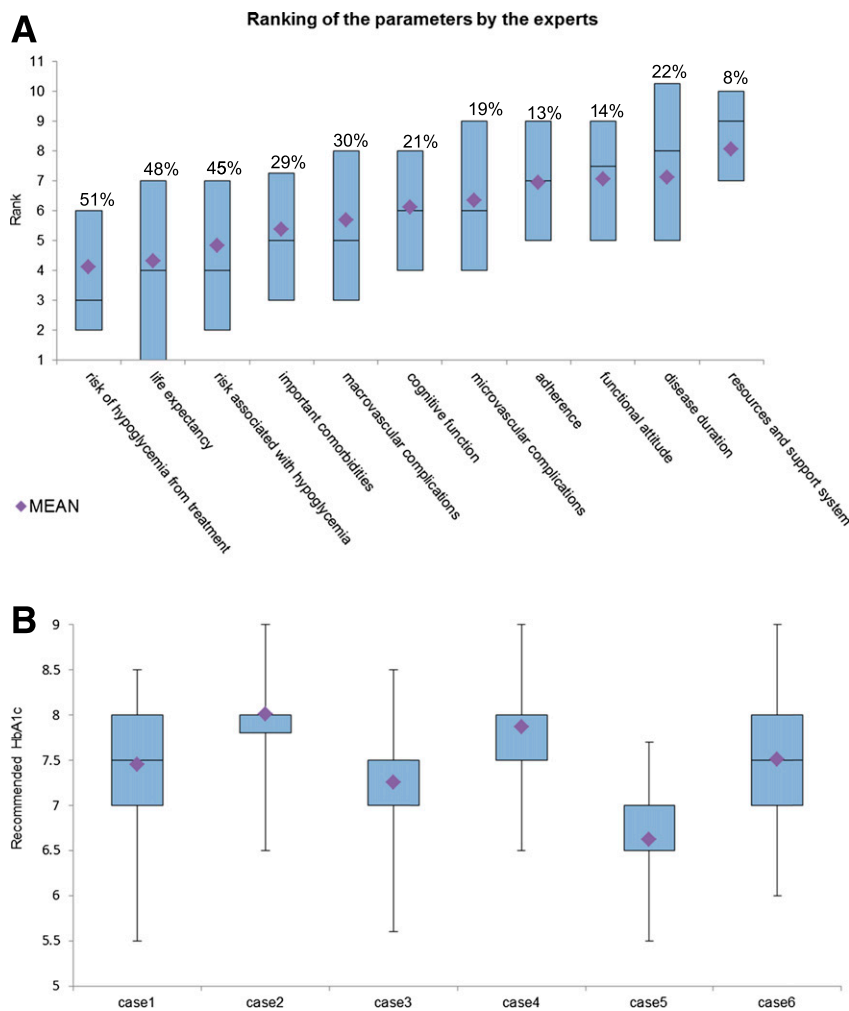 A
Ranking of the parameters by the experts
11
10
9
8
7
6
5
4
3
2
1
Rank
51%
48%
45%
29%
30%
21%
19%
13%
14%
22%
8%
risk of hypoglycemia from treatment
life expectancy
risk associated with hypoglycemia
important comorbidities
macrovascular complications
cognitive function
microvascular complications
adherence
functional attitude
disease duration
resources and support system
MEAN
B
9
8.5
8
7.5
7
6.5
6
5.5
5
Recommended HbA1c
case1
case2
case3
case4
case5
case6